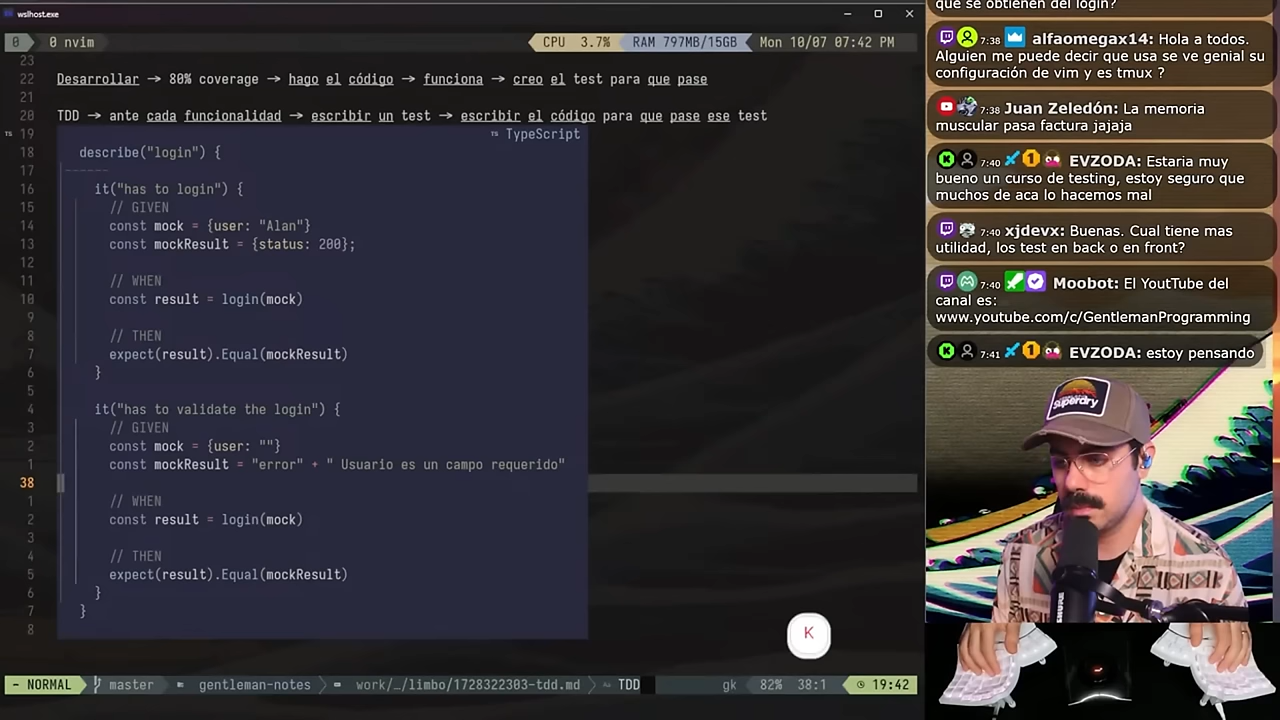 wslhost.exe
0 0 nvim CPU 3.7% RAM 797MB/15GB Mon 10/07 07:42 PM
23
22 Desarrollar → 80% coverage → hago el código → funciona → creo el test para que pase
21
20 TDD → ante cada funcionalidad → escribir un test → escribir el código para que pase ese test
TS 19 TS TypeScript
18 describe("login") {
17 ------
16 it("has to login") {
15 // GIVEN
14 const mock = {user: "Alan"}
13 const mockResult = {status: 200};
12
11 // WHEN
10 const result = login(mock)
9
8 // THEN
7 expect(result).Equal(mockResult)
6 }
5
4 it("has to validate the login") {
3 // GIVEN
2 const mock = {user: ""}
1 const mockResult = "error" + " Usuario es un campo requerido"
38
1 // WHEN
2 const result = login(mock)
3
4 // THEN
5 expect(result).Equal(mockResult)
6 }
7 }
8
K
- NORMAL master gentleman-notes work/…/limbo/1728322303-tdd.md TDD gk 82% 38:1 19:42
que se obtienen del login?
7:38 alfaomegax14: Hola a todos.
Alguien me puede decir que usa se ve genial su
configuración de vim y es tmux ?
7:38 Juan Zeledón: La memoria
muscular pasa factura jajaja
K 7:40 1 EVZODA: Estaria muy
bueno un curso de testing, estoy seguro que
muchos de aca lo hacemos mal
7:40 xjdevx: Buenas. Cual tiene mas
utilidad, los test en back o en front?
7:40 Moobot: El YouTube del
canal es:
www.youtube.com/c/GentlemanProgramming
K 7:41 1 EVZODA: estoy pensando
Superdry
SHURE